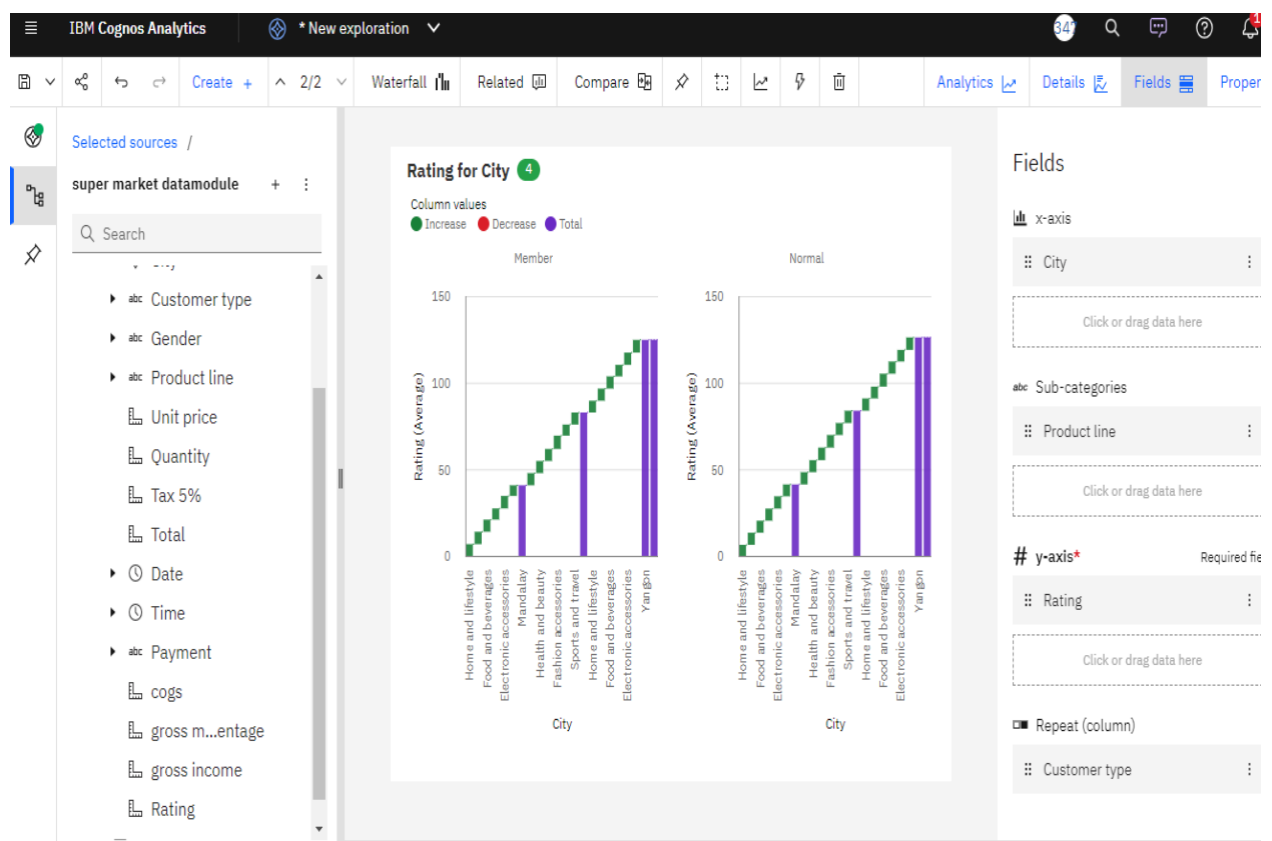 IBM Cognos Analytics
* New exploration
347
1
Create +
2/2
Waterfall
Related
Compare
Analytics
Details
Fields
Proper
Selected sources /
super market datamodule
Search
Customer type
Gender
Product line
Unit price
Quantity
Tax 5%
Total
Date
Time
Payment
cogs
gross m...entage
gross income
Rating
Rating for City 4
Column values
Increase Decrease Total
Member
Normal
150
100
50
0
Rating (Average)
Home and lifestyle
Food and beverages
Electronic accessories
Mandalay
Health and beauty
Fashion accessories
Sports and travel
Home and lifestyle
Food and beverages
Electronic accessories
Yangon
City
150
100
50
0
Rating (Average)
Home and lifestyle
Food and beverages
Electronic accessories
Mandalay
Health and beauty
Fashion accessories
Sports and travel
Home and lifestyle
Food and beverages
Electronic accessories
Yangon
City
Fields
x-axis
City
Click or drag data here
abc Sub-categories
Product line
Click or drag data here
# y-axis* Required fie
Rating
Click or drag data here
Repeat (column)
Customer type